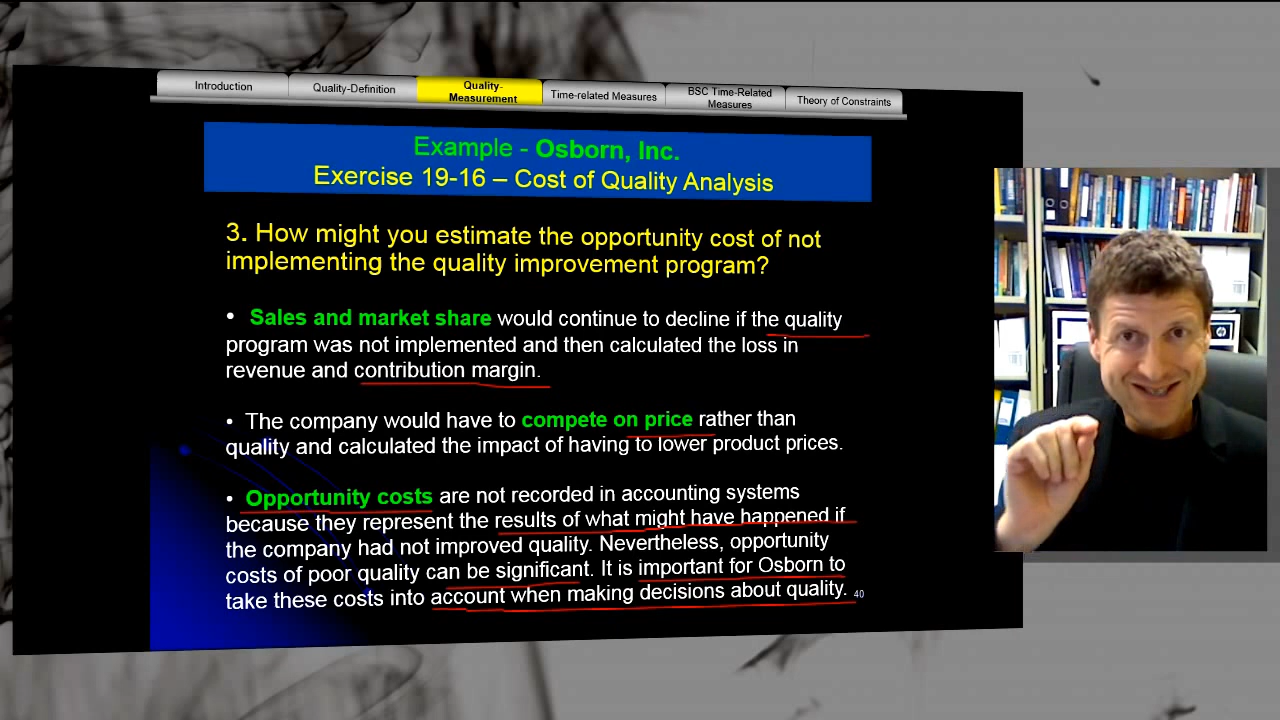 Introduction
Quality-Definition
Quality-
Measurement
Time-related Measures
BSC Time-Related
Measures
Theory of Constraints
Example - Osborn, Inc.
Exercise 19-16 – Cost of Quality Analysis
3. How might you estimate the opportunity cost of not
implementing the quality improvement program?
• Sales and market share would continue to decline if the quality
program was not implemented and then calculated the loss in
revenue and contribution margin.
• The company would have to compete on price rather than
quality and calculated the impact of having to lower product prices.
• Opportunity costs are not recorded in accounting systems
because they represent the results of what might have happened if
the company had not improved quality. Nevertheless, opportunity
costs of poor quality can be significant. It is important for Osborn to
take these costs into account when making decisions about quality.
40